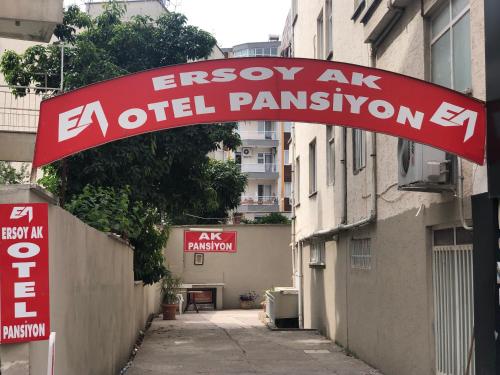 ERSOY AK
EA OTEL PANSİYON EA
AK
PANSİYON
EA
ERSOY AK
OTEL
PANSİYON